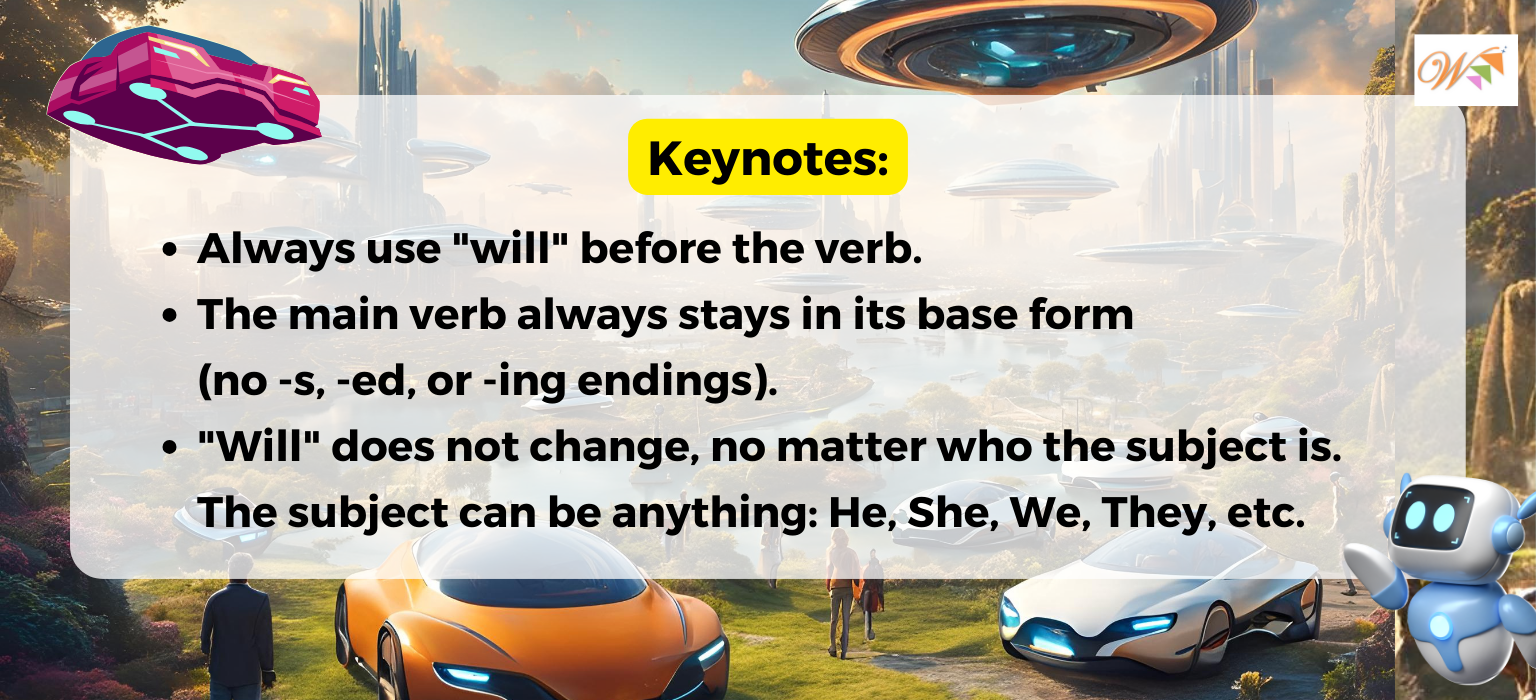 W
Keynotes:
• Always use "will" before the verb.
• The main verb always stays in its base form
(no -s, -ed, or -ing endings).
• "Will" does not change, no matter who the subject is.
The subject can be anything: He, She, We, They, etc.